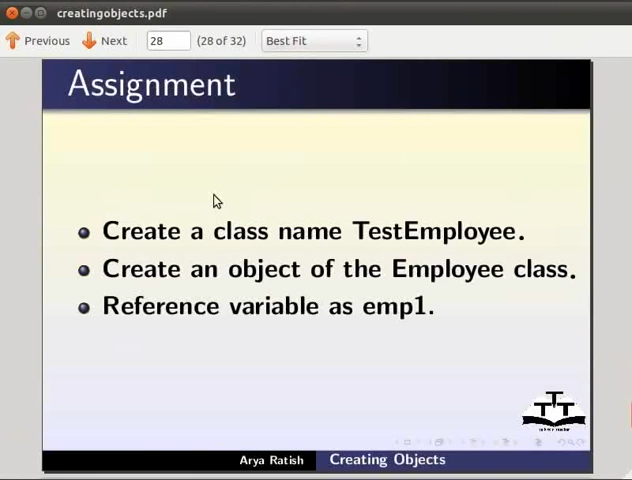 creatingobjects.pdf
Previous Next 28 (28 of 32) Best Fit
Assignment
Create a class name TestEmployee.
Create an object of the Employee class.
Reference variable as emp1.
TTT
Arya Ratish Creating Objects